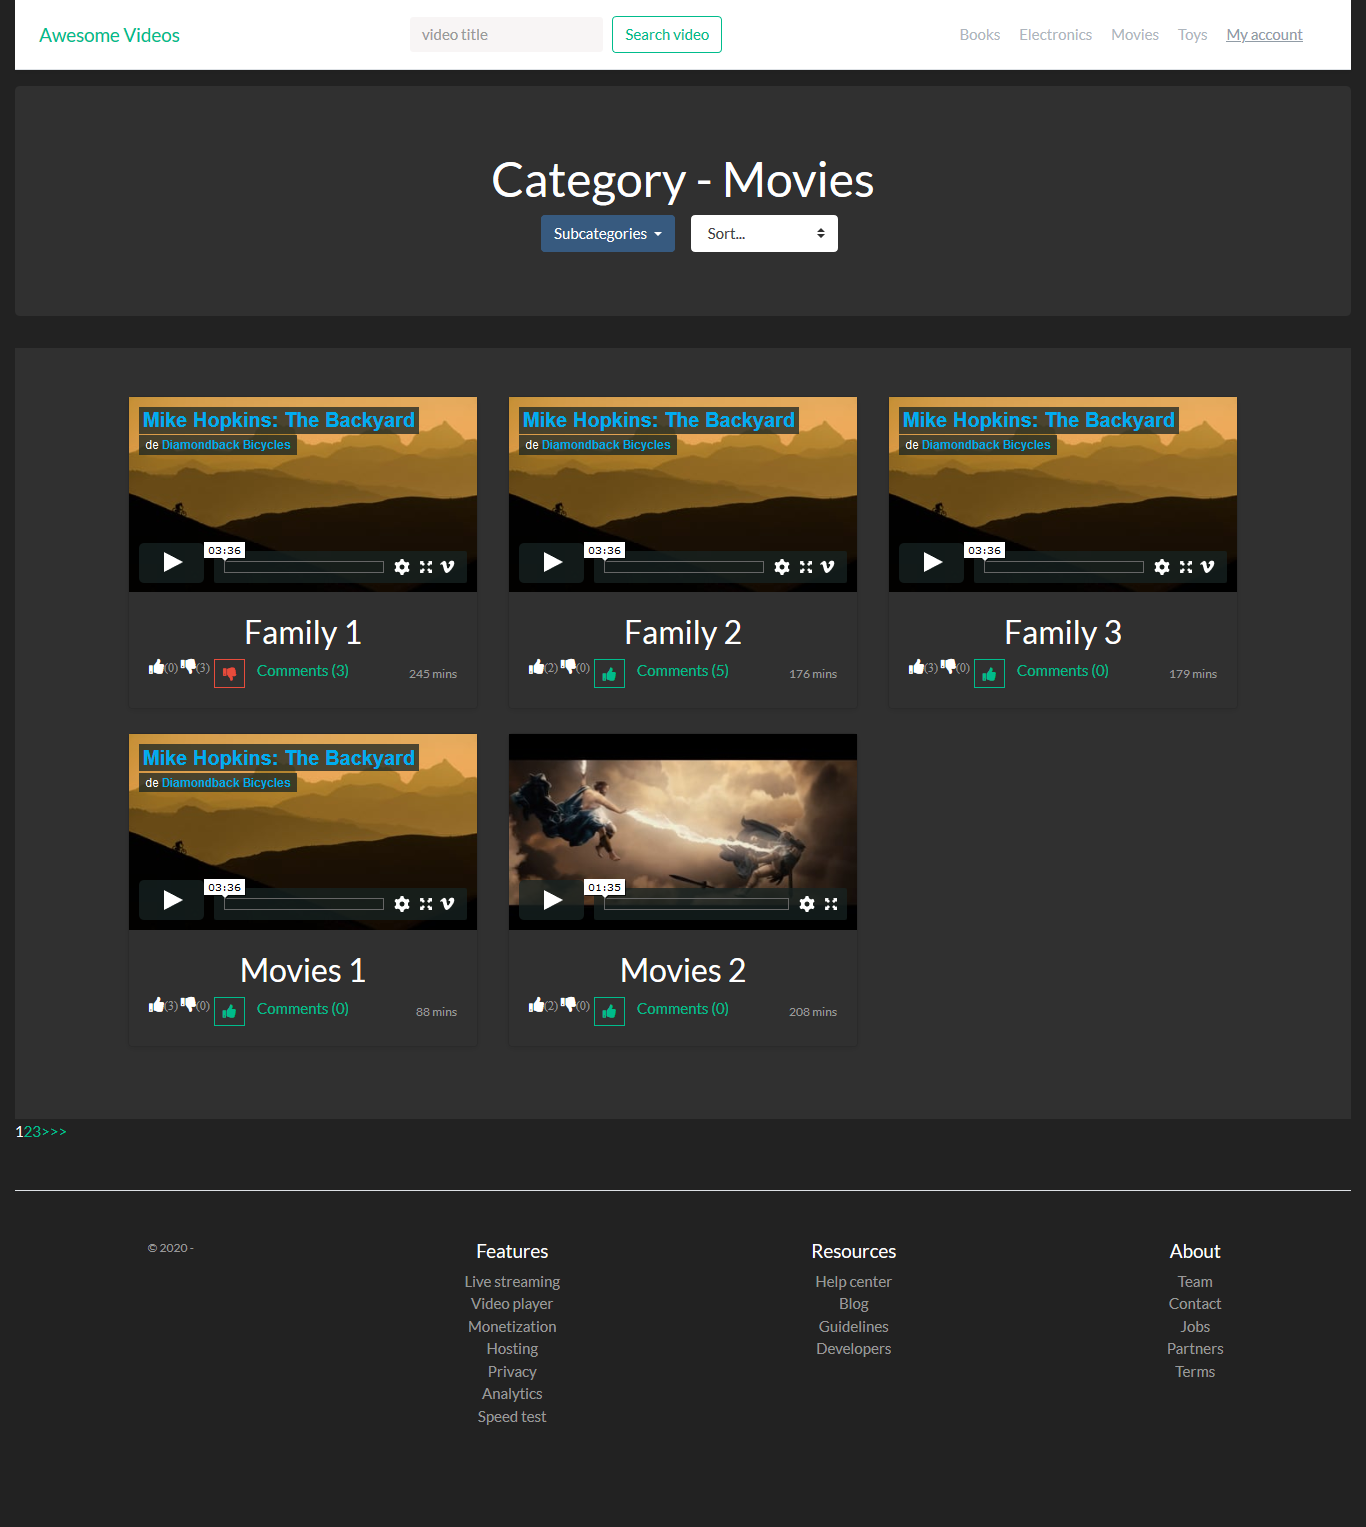 Awesome Videos
video title
Search video
Books Electronics Movies Toys My account
Category - Movies
Subcategories
Sort...
Mike Hopkins: The Backyard
de Diamondback Bicycles
03:36
Family 1
(0) (3) Comments (3) 245 mins
Mike Hopkins: The Backyard
de Diamondback Bicycles
03:36
Family 2
(2) (0) Comments (5) 176 mins
Mike Hopkins: The Backyard
de Diamondback Bicycles
03:36
Family 3
(3) (0) Comments (0) 179 mins
Mike Hopkins: The Backyard
de Diamondback Bicycles
03:36
Movies 1
(3) (0) Comments (0) 88 mins
01:35
Movies 2
(2) (0) Comments (0) 208 mins
123>>>
© 2020 -
Features
Live streaming
Video player
Monetization
Hosting
Privacy
Analytics
Speed test
Resources
Help center
Blog
Guidelines
Developers
About
Team
Contact
Jobs
Partners
Terms